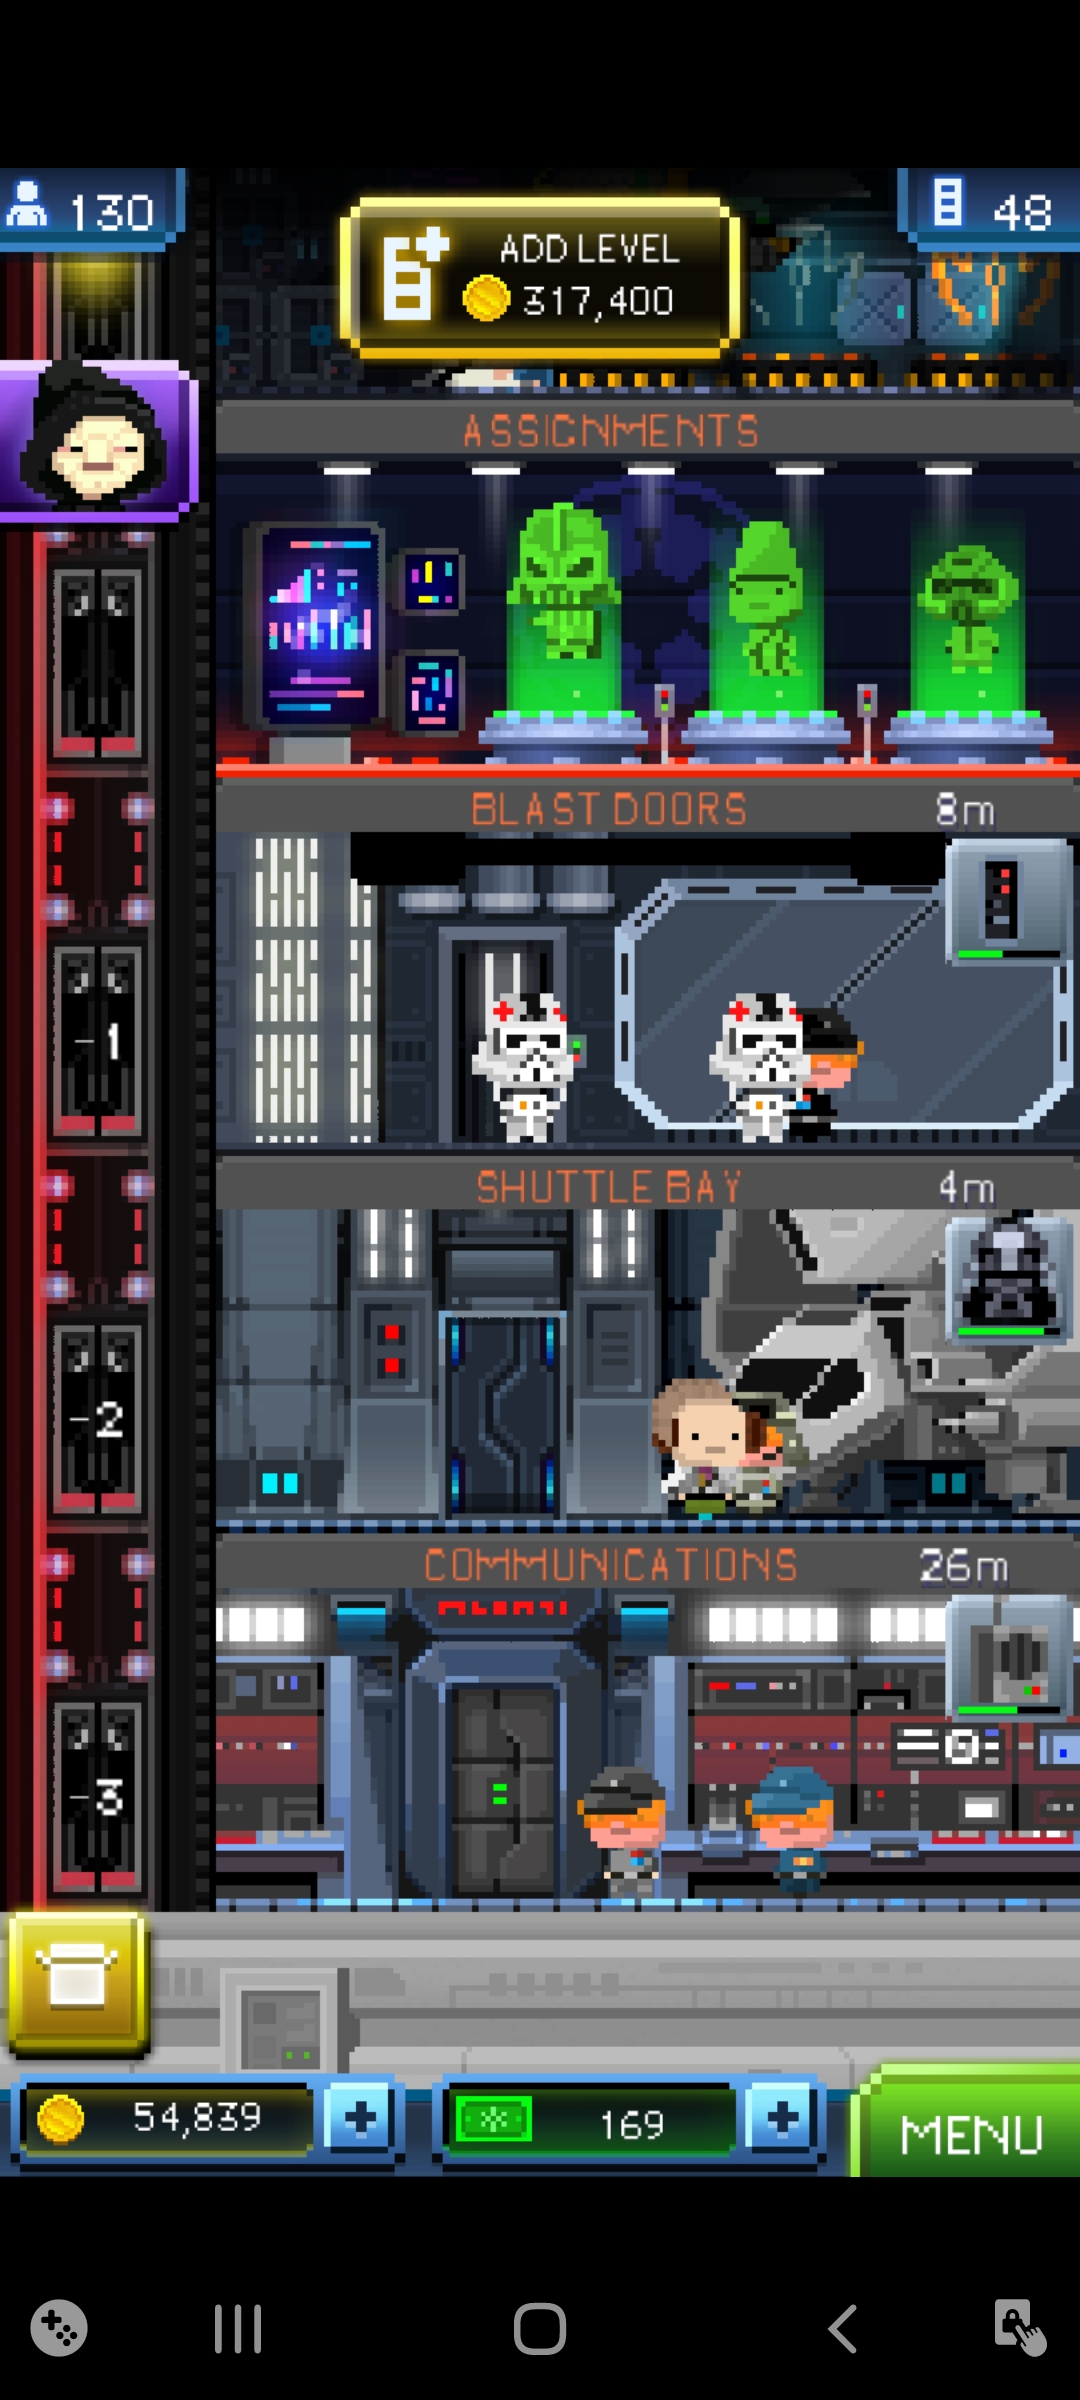 130
ADD LEVEL
317,400
48
ASSIGNMENTS
BLAST DOORS
8m
-1
SHUTTLE BAY
4m
-2
COMMUNICATIONS
26m
-3
54,839
169
MENU